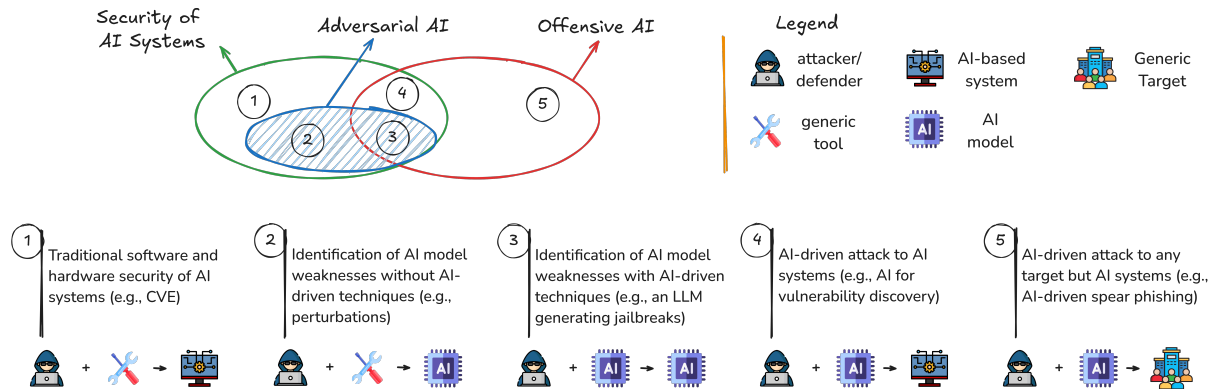 Security of
AI Systems
Adversarial AI
Offensive AI
1
2
3
4
5
Legend
attacker/
defender
AI-based
system
Generic
Target
generic
tool
AI
AI
model
1
Traditional software and
hardware security of AI
systems (e.g., CVE)
+
2
Identification of AI model
weaknesses without AI-
driven techniques (e.g.,
perturbations)
+
AI
3
Identification of AI model
weaknesses with AI-driven
techniques (e.g., an LLM
generating jailbreaks)
+
AI
AI
4
AI-driven attack to AI
systems (e.g., AI for
vulnerability discovery)
+
AI
5
AI-driven attack to any
target but AI systems (e.g.,
AI-driven spear phishing)
+
AI